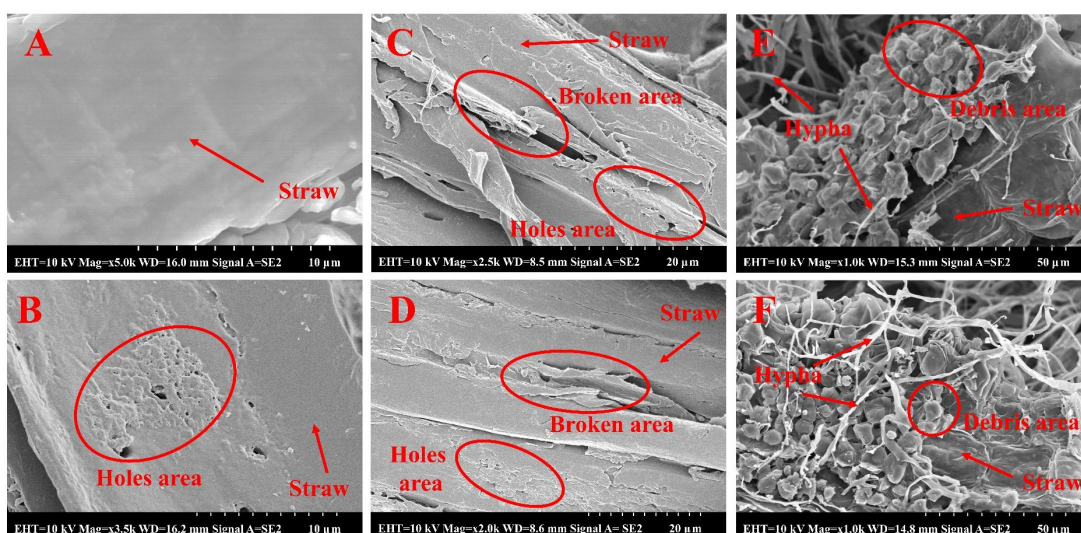 A
Straw
EHT=10 kV Mag=x5.0k WD=16.0 mm Signal A=SE2 10 μm
B
Holes area
Straw
EHT=10 kV Mag=x3.5k WD=16.2 mm Signal A=SE2 10 μm
C
Straw
Broken area
Holes area
EHT=10 kV Mag=x2.5k WD=8.5 mm Signal A=SE2 20 μm
D
Straw
Broken area
Holes
area
EHT=10 kV Mag=x2.0k WD=8.6 mm Signal A= SE2 20 μm
E
Debris area
Hypha
Straw
EHT=10 kV Mag=x1.0k WD=15.3 mm Signal A=SE2 50 μm
F
Hypha
Debris area
Straw
EHT=10 kV Mag=x1.0k WD=14.8 mm Signal A=SE2 50 μm